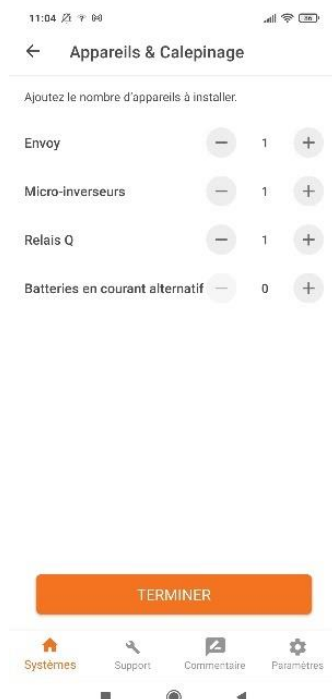 11:04
36
Appareils & Calepinage
Ajoutez le nombre d'appareils à installer.
Envoy 1
Micro-inverseurs 1
Relais Q 1
Batteries en courant alternatif 0
TERMINER
Systèmes Support Commentaire Paramètres